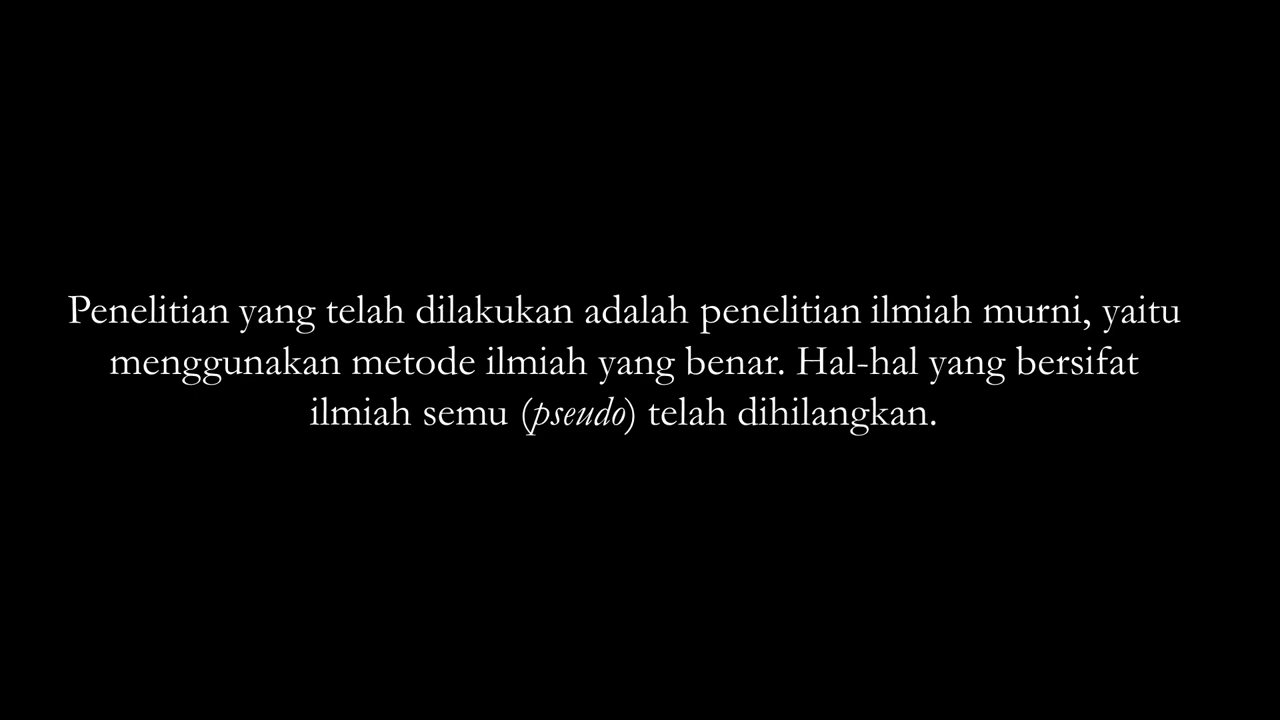 Penelitian yang telah dilakukan adalah penelitian ilmiah murni, yaitu
menggunakan metode ilmiah yang benar. Hal-hal yang bersifat
ilmiah semu (pseudo) telah dihilangkan.